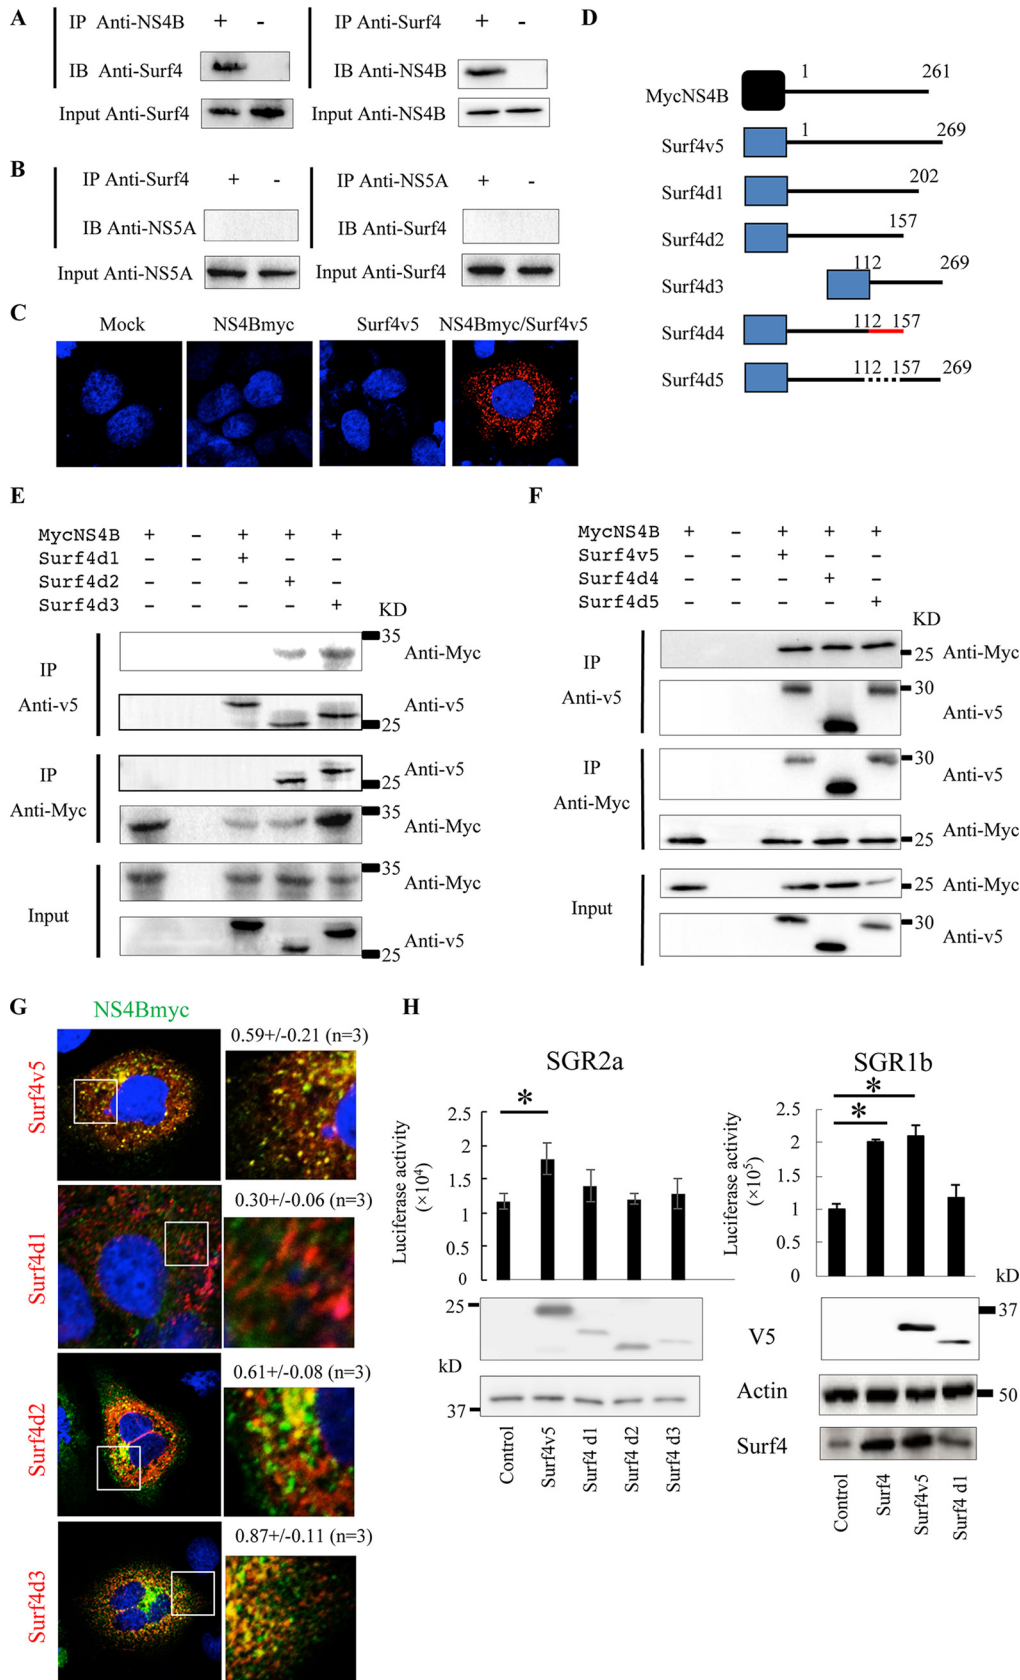 A
IP Anti-NS4B + -
IB Anti-Surf4
Input Anti-Surf4
IP Anti-Surf4 + -
IB Anti-NS4B
Input Anti-NS4B
B
IP Anti-Surf4 + -
IB Anti-NS5A
Input Anti-NS5A
IP Anti-NS5A + -
IB Anti-Surf4
Input Anti-Surf4
C
Mock NS4Bmyc Surf4v5 NS4Bmyc/Surf4v5
D
MycNS4B 1 261
Surf4v5 1 269
Surf4d1 202
Surf4d2 157
Surf4d3 112 269
Surf4d4 112 157
Surf4d5 112 157 269
E
MycNS4B + - + + +
Surf4d1 - - + - -
Surf4d2 - - - + -
Surf4d3 - - - - +
KD
IP
Anti-v5
35
Anti-Myc
Anti-v5
25
IP
Anti-Myc
Anti-v5
25
35
Anti-Myc
Input
35
Anti-Myc
Anti-v5
25
F
MycNS4B + - + + +
Surf4v5 - - + - -
Surf4d4 - - - + -
Surf4d5 - - - - +
KD
IP
Anti-v5
25 Anti-Myc
30
Anti-v5
IP
Anti-Myc
30
Anti-v5
25 Anti-Myc
Input
25 Anti-Myc
30
Anti-v5
G
NS4Bmyc
Surf4v5
0.59+/-0.21 (n=3)
Surf4d1
0.30+/-0.06 (n=3)
Surf4d2
0.61+/-0.08 (n=3)
Surf4d3
0.87+/-0.11 (n=3)
H
SGR2a
*
Luciferase activity
(×10⁴)
2.5
2
1.5
1
0.5
0
25
kD
37
Control
Surf4v5
Surf4 d1
Surf4 d2
Surf4 d3
SGR1b
*
*
Luciferase activity
(×10⁵)
2.5
2
1.5
1
0.5
0
kD
37
V5
Actin
50
Surf4
Control
Surf4
Surf4v5
Surf4 d1